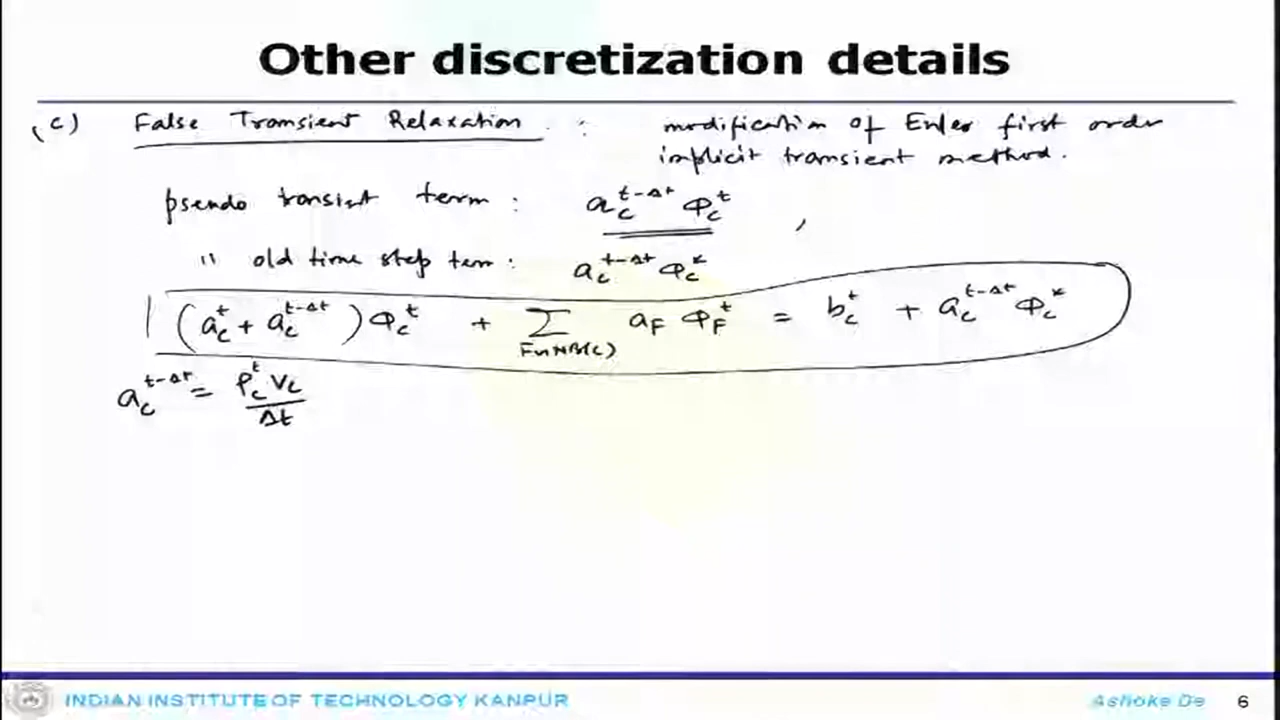 Other discretization details
(c) False Transient Relaxation : modification of Euler first order
implicit transient method.
pseudo transient term : a_c^{t-Δt} Φ_c^t ,
" old time step term : a_c^{t-Δt} Φ_c^*
(a_c^t + a_c^{t-Δt}) Φ_c^t + Σ_{F~NB(c)} a_F Φ_F^t = b_c^t + a_c^{t-Δt} Φ_c^*
a_c^{t-Δt} = ρ_c^t V_c / Δt
INDIAN INSTITUTE OF TECHNOLOGY KANPUR Ashoke De 6